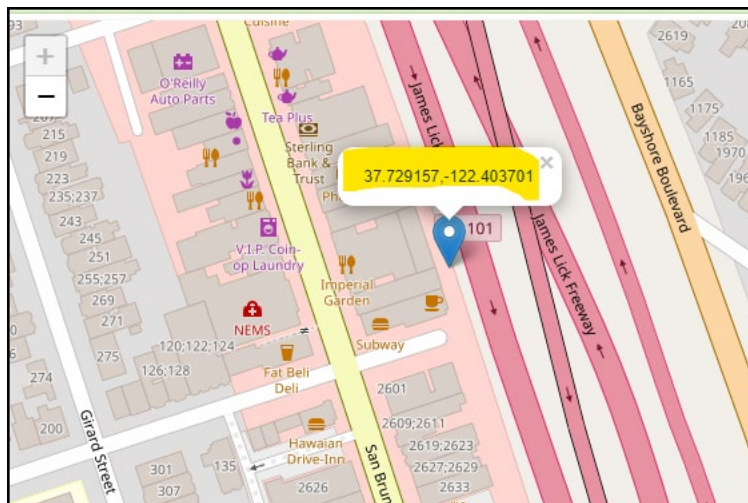 Cuisine
+
−
O'Reilly
Auto Parts
Tea Plus
Sterling
Bank &
Trust
37.729157,-122.403701
×
101
James Lick
James Lick Freeway
Bayshore Boulevard
2619
1165
1175
1185
1970
215
219
223
235;237
243
245
251
255;257
269
271
275
274
200
V.I.P. Coin-
op Laundry
Imperial
Garden
NEMS
120;122;124
126;128
Subway
Fat Beli
Deli
2601
2609;2611
2619;2623
2627;2629
2633
Hawaiian
Drive-Inn
2626
135
301
307
Girard Street
San Brun